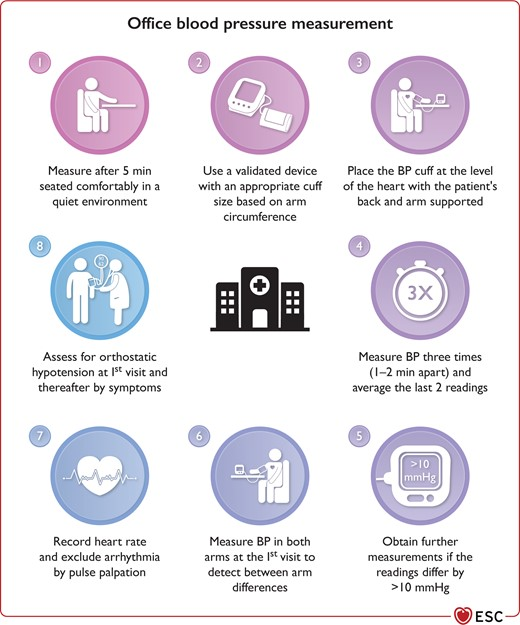 Office blood pressure measurement
1
2
3
Measure after 5 min
seated comfortably in a
quiet environment
Use a validated device
with an appropriate cuff
size based on arm
circumference
Place the BP cuff at the level
of the heart with the patient's
back and arm supported
8
4
3X
Assess for orthostatic
hypotension at Ist visit and
thereafter by symptoms
Measure BP three times
(1–2 min apart) and
average the last 2 readings
7
6
5
>10
mmHg
Record heart rate
and exclude arrhythmia
by pulse palpation
Measure BP in both
arms at the Ist visit to
detect between arm
differences
Obtain further
measurements if the
readings differ by
>10 mmHg
ESC